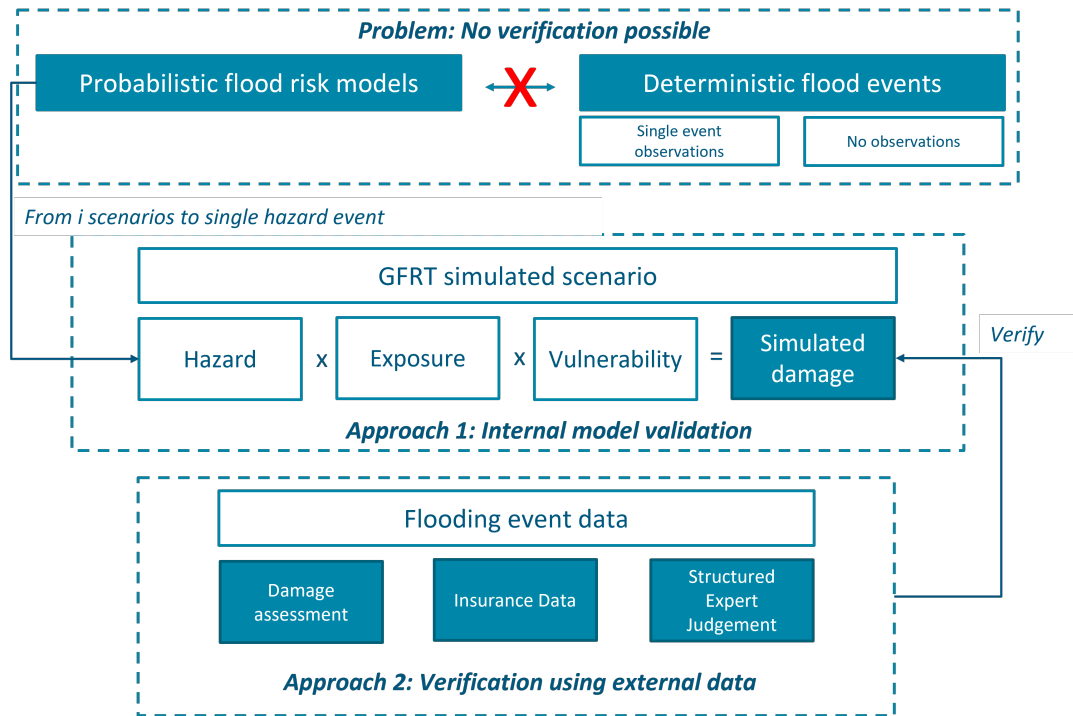 Problem: No verification possible
Probabilistic flood risk models
X
Deterministic flood events
Single event
observations
No observations
From i scenarios to single hazard event
GFRT simulated scenario
Hazard
x
Exposure
x
Vulnerability
=
Simulated
damage
Verify
Approach 1: Internal model validation
Flooding event data
Damage
assessment
Insurance Data
Structured
Expert
Judgement
Approach 2: Verification using external data